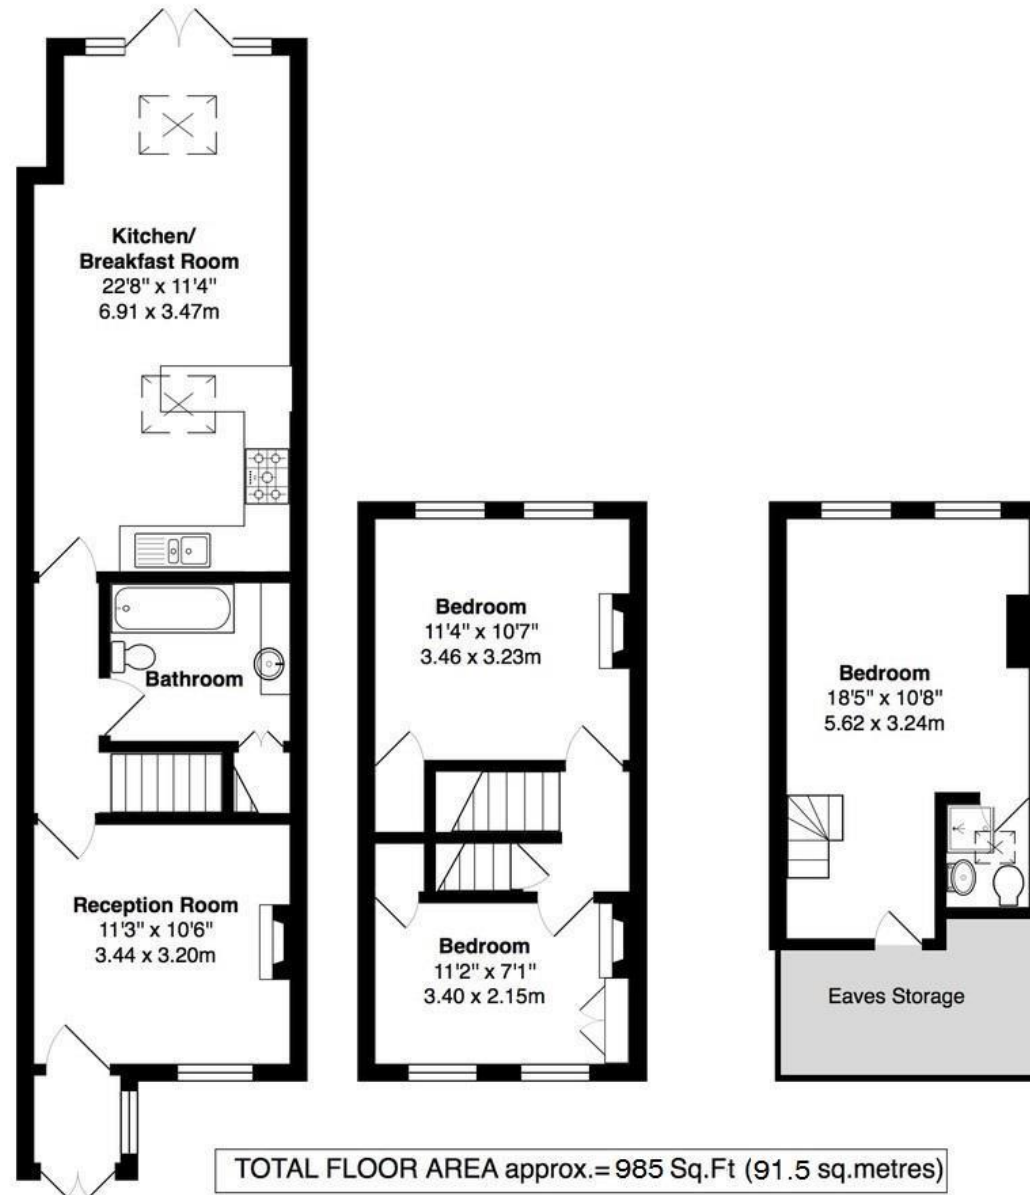 Kitchen/
Breakfast Room
22'8" x 11'4"
6.91 x 3.47m
Bathroom
Reception Room
11'3" x 10'6"
3.44 x 3.20m
Bedroom
11'4" x 10'7"
3.46 x 3.23m
Bedroom
11'2" x 7'1"
3.40 x 2.15m
Bedroom
18'5" x 10'8"
5.62 x 3.24m
Eaves Storage
TOTAL FLOOR AREA approx.= 985 Sq.Ft (91.5 sq.metres)